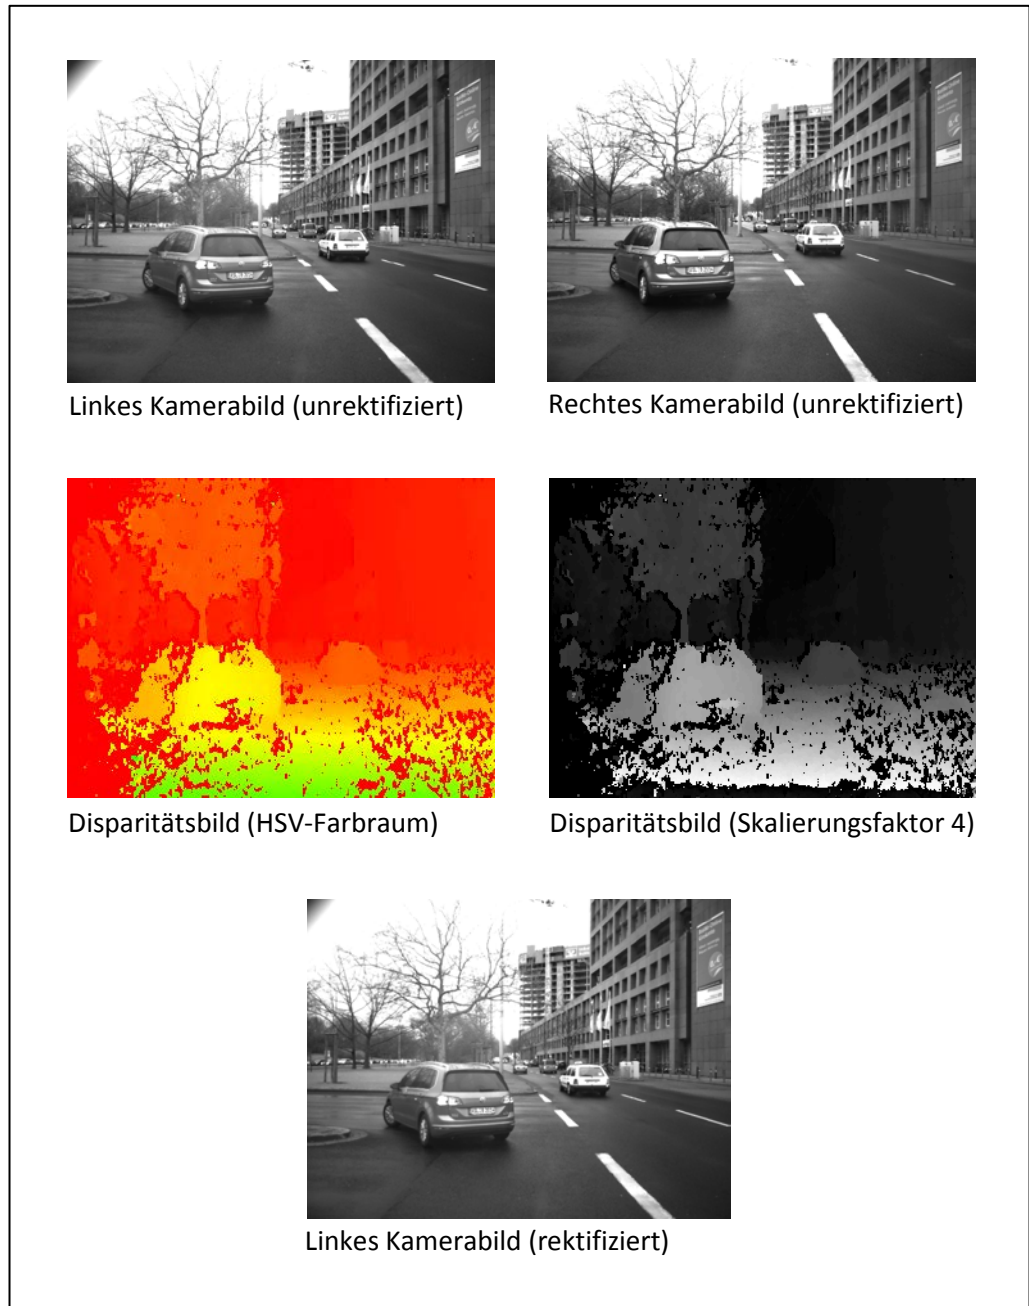 Linkes Kamerabild (unrektifiziert)
Rechtes Kamerabild (unrektifiziert)
Disparitätsbild (HSV-Farbraum)
Disparitätsbild (Skalierungsfaktor 4)
Linkes Kamerabild (rektifiziert)